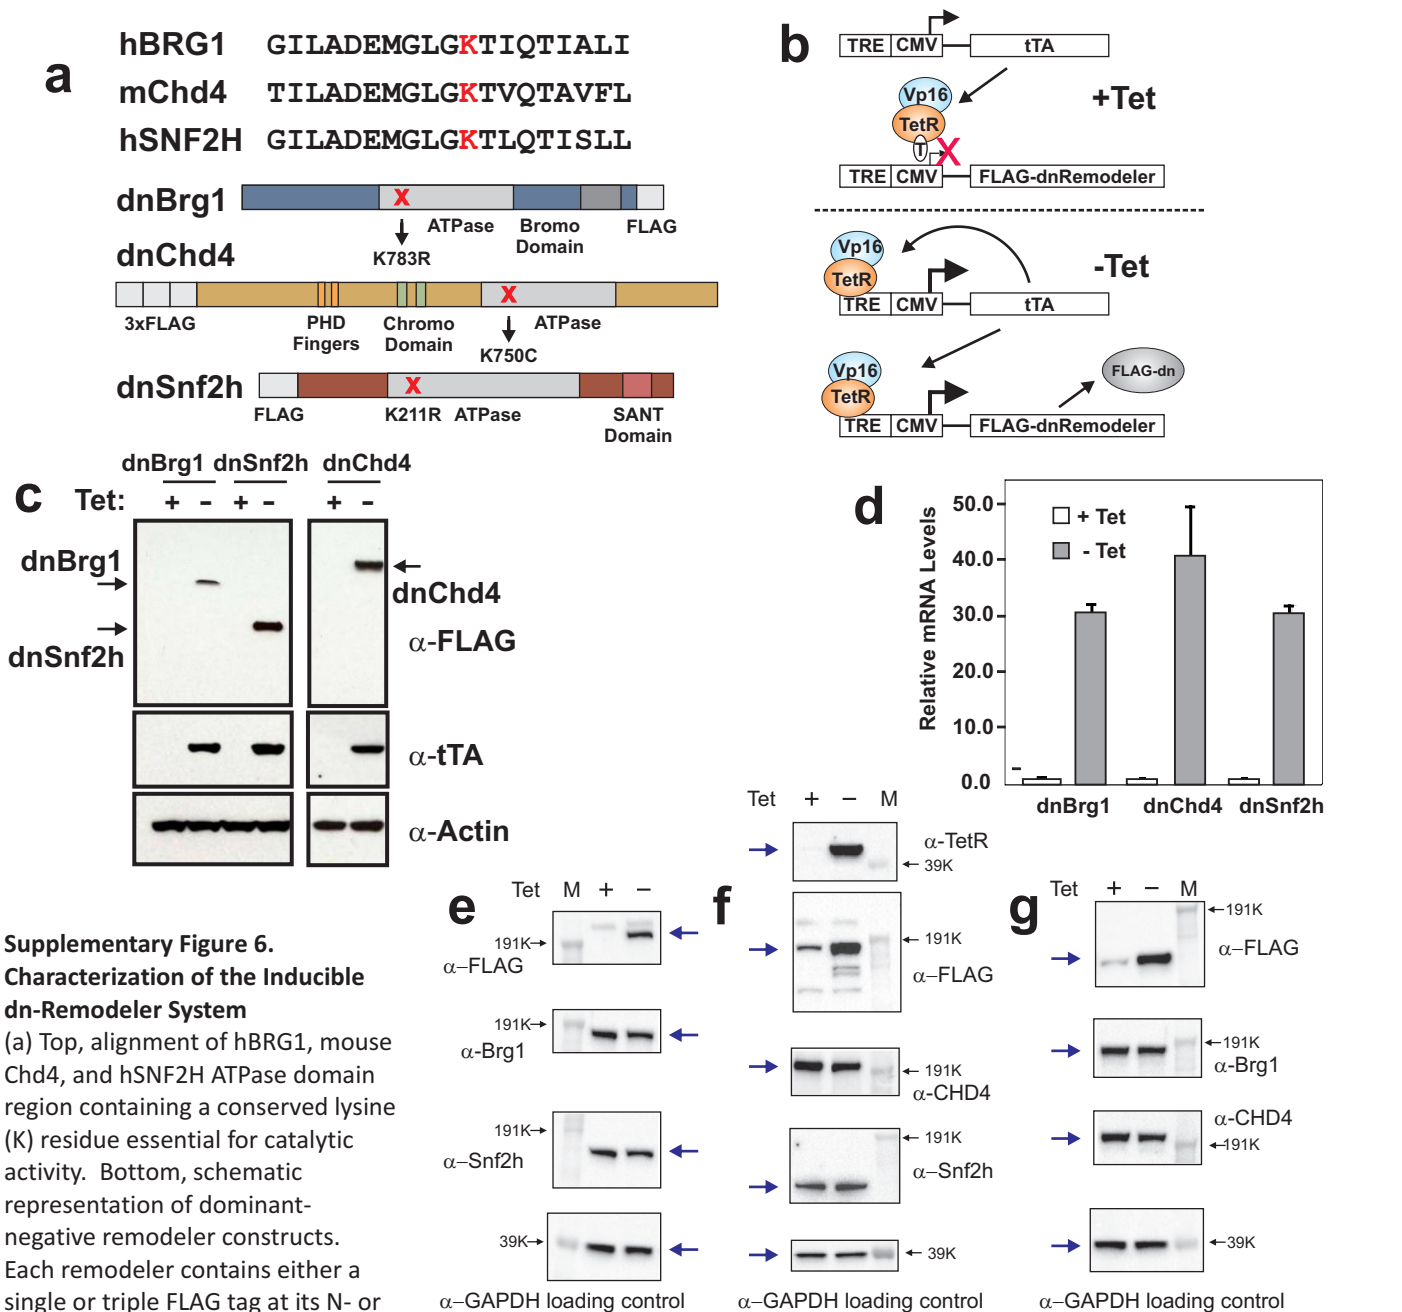 a
hBRG1 GILADEMGLGKTIQTIALI
mChd4 TILADEMGLGKTVQTAVFL
hSNF2H GILADEMGLGKTLQTISLL
dnBrg1
X
ATPase Bromo Domain FLAG
K783R
dnChd4
X
3xFLAG PHD Fingers Chromo Domain ATPase
K750C
dnSnf2h
X
FLAG K211R ATPase SANT Domain
b
TRE CMV tTA
Vp16
TetR
T
X
+Tet
TRE CMV FLAG-dnRemodeler
Vp16
TetR
-Tet
TRE CMV tTA
Vp16
TetR
FLAG-dn
TRE CMV FLAG-dnRemodeler
c
dnBrg1 dnSnf2h dnChd4
Tet: + – + – + –
dnBrg1
dnChd4
dnSnf2h
α-FLAG
α-tTA
α-Actin
d
Relative mRNA Levels
50.0
40.0
30.0
20.0
10.0
0.0
+ Tet
- Tet
dnBrg1 dnChd4 dnSnf2h
e
Tet M + –
191K
α–FLAG
191K
α-Brg1
191K
α–Snf2h
39K
α–GAPDH loading control
f
Tet + – M
α-TetR
39K
191K
α–FLAG
191K
α-CHD4
191K
α–Snf2h
39K
α–GAPDH loading control
g
Tet + – M
191K
α–FLAG
191K
α-Brg1
α-CHD4
191K
39K
α–GAPDH loading control
Supplementary Figure 6.
Characterization of the Inducible
dn-Remodeler System
(a) Top, alignment of hBRG1, mouse
Chd4, and hSNF2H ATPase domain
region containing a conserved lysine
(K) residue essential for catalytic
activity. Bottom, schematic
representation of dominant-
negative remodeler constructs.
Each remodeler contains either a
single or triple FLAG tag at its N- or